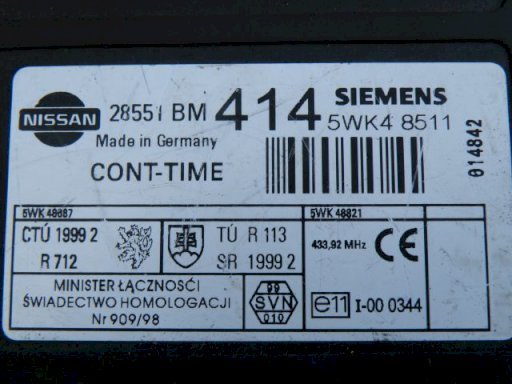 NISSAN
28551 BM 414
SIEMENS
5WK4 8511
Made in Germany
CONT-TIME
014842
5WK 48687
CTÚ 1999 2
R 712
TÚ R 113
SR 1999 2
5WK 48821
433,92 MHz
CE
MINISTER ŁĄCZNOŚCI
ŚWIADECTWO HOMOLOGACJI
Nr 909/98
99
SVN
010
e11 I-00 0344